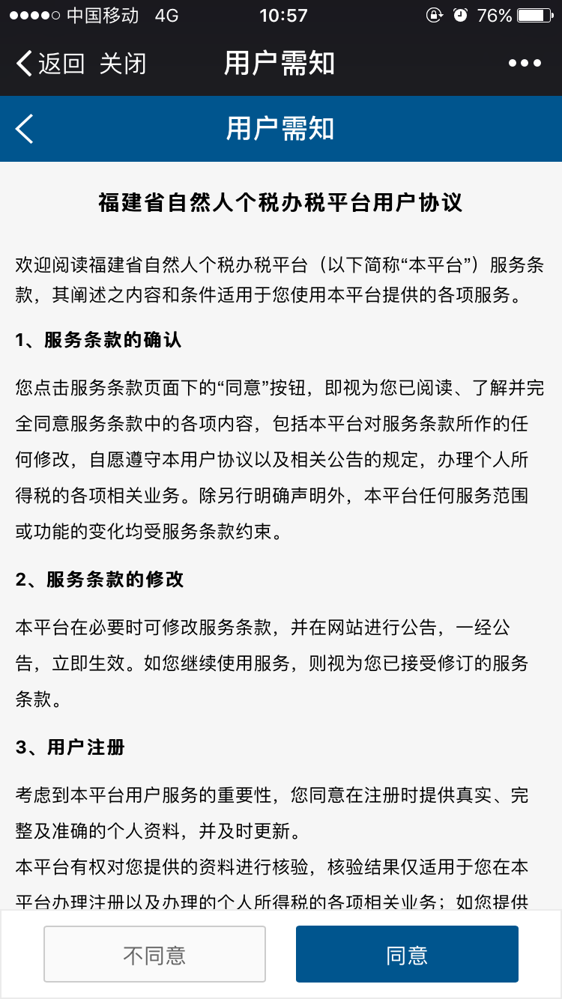 中国移动 4G 10:57 76%
返回 关闭 用户需知
用户需知
福建省自然人个税办税平台用户协议
欢迎阅读福建省自然人个税办税平台（以下简称“本平台”）服务条
款，其阐述之内容和条件适用于您使用本平台提供的各项服务。
1、服务条款的确认
您点击服务条款页面下的“同意”按钮，即视为您已阅读、了解并完
全同意服务条款中的各项内容，包括本平台对服务条款所作的任
何修改，自愿遵守本用户协议以及相关公告的规定，办理个人所
得税的各项相关业务。除另行明确声明外，本平台任何服务范围
或功能的变化均受服务条款约束。
2、服务条款的修改
本平台在必要时可修改服务条款，并在网站进行公告，一经公
告，立即生效。如您继续使用服务，则视为您已接受修订的服务
条款。
3、用户注册
考虑到本平台用户服务的重要性，您同意在注册时提供真实、完
整及准确的个人资料，并及时更新。
本平台有权对您提供的资料进行核验，核验结果仅适用于您在本
平台办理注册以及办理的个人所得税的各项相关业务；如您提供
不同意 同意